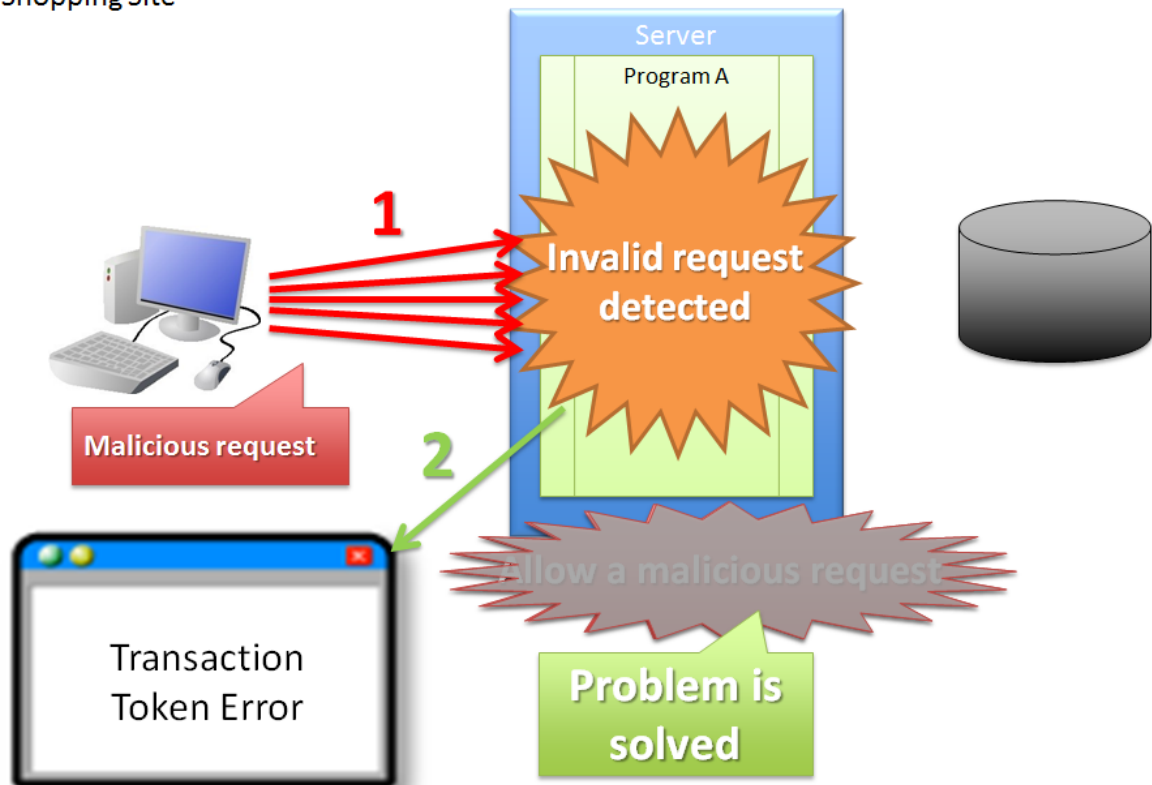 Shopping Site
Server
Program A
1
Invalid request
detected
Malicious request
2
Allow a malicious request
Transaction
Token Error
Problem is
solved